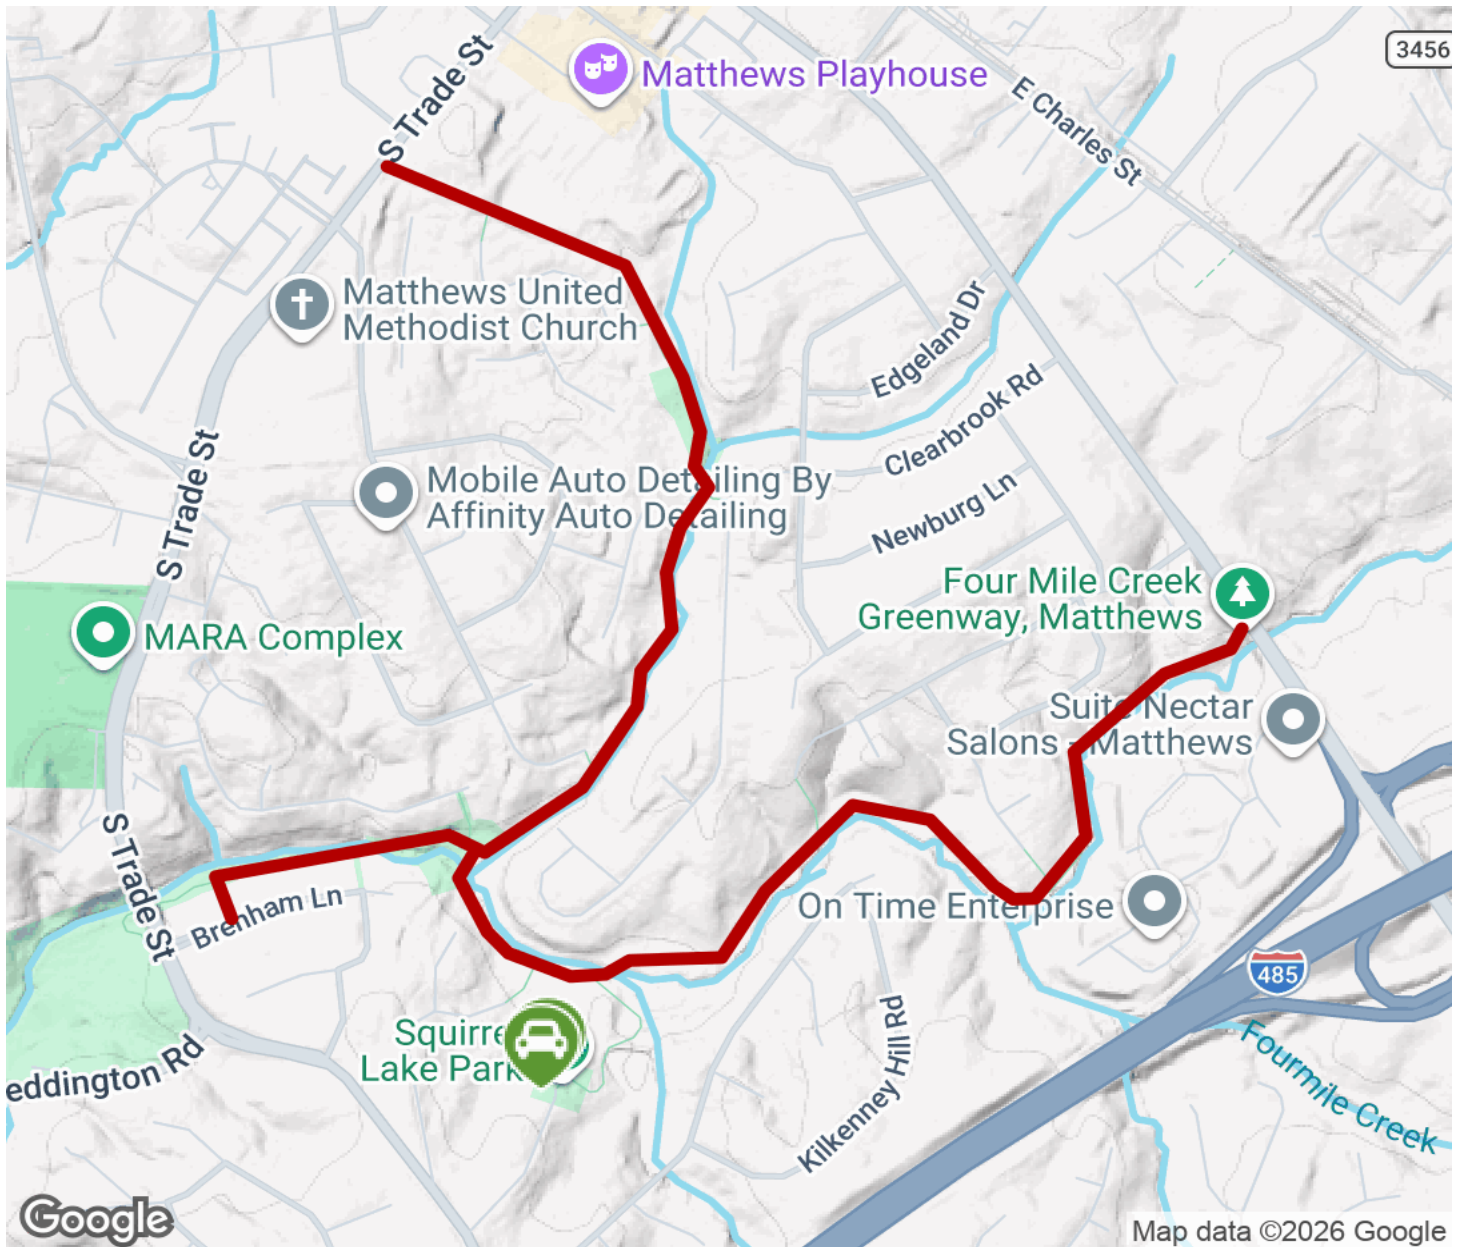 3456
S Trade St
Matthews Playhouse
E Charles St
Matthews United
Methodist Church
Edgeland Dr
Clearbrook Rd
S Trade St
Mobile Auto Detailing By
Affinity Auto Detailing
Newburg Ln
Four Mile Creek
Greenway, Matthews
MARA Complex
Suite Nectar
Salons - Matthews
S Trade St
Brenham Ln
On Time Enterprise
485
Kilkenney Hill Rd
Squirre
Lake Park
eddington Rd
Fourmile Creek
Google
Map data ©2026 Google